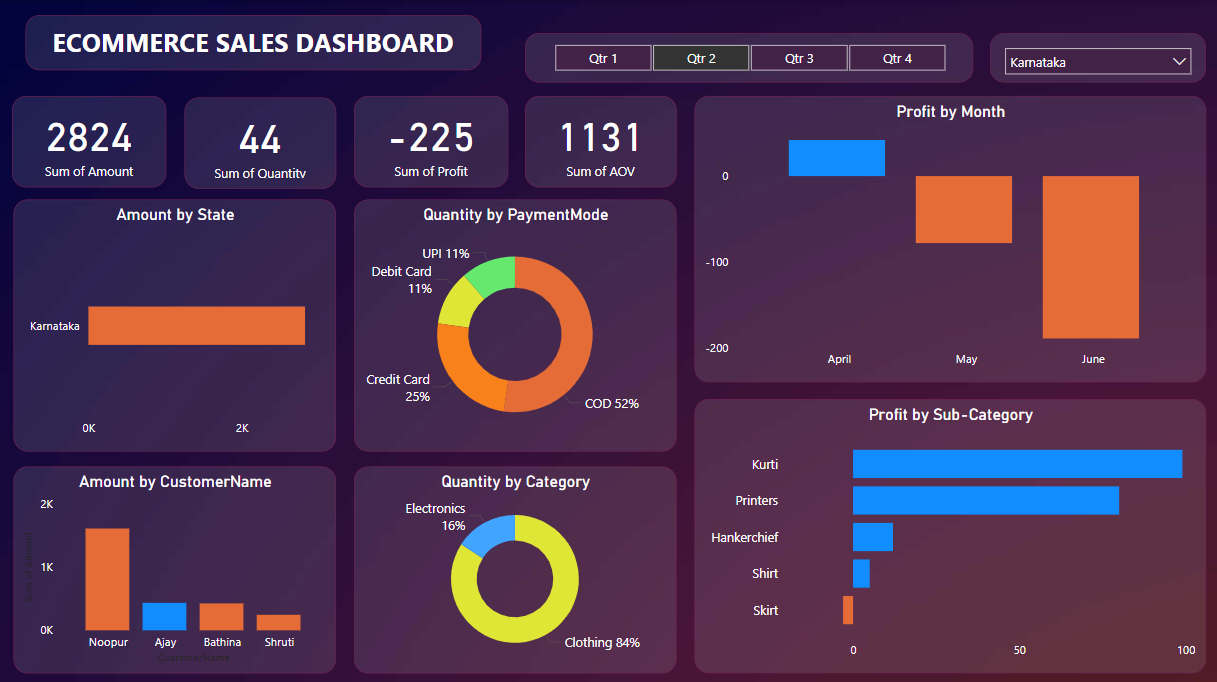 ECOMMERCE SALES DASHBOARD
Qtr 1
Qtr 2
Qtr 3
Qtr 4
Karnataka
2824
Sum of Amount
44
Sum of Quantity
-225
Sum of Profit
1131
Sum of AOV
Profit by Month
0
-100
-200
April
May
June
Amount by State
Karnataka
0K
2K
Quantity by PaymentMode
UPI 11%
Debit Card
11%
Credit Card
25%
COD 52%
Amount by CustomerName
2K
1K
0K
Sum of Amount
Noopur
Ajay
Bathina
Shruti
CustomerName
Quantity by Category
Electronics
16%
Clothing 84%
Profit by Sub-Category
Kurti
Printers
Hankerchief
Shirt
Skirt
0
50
100